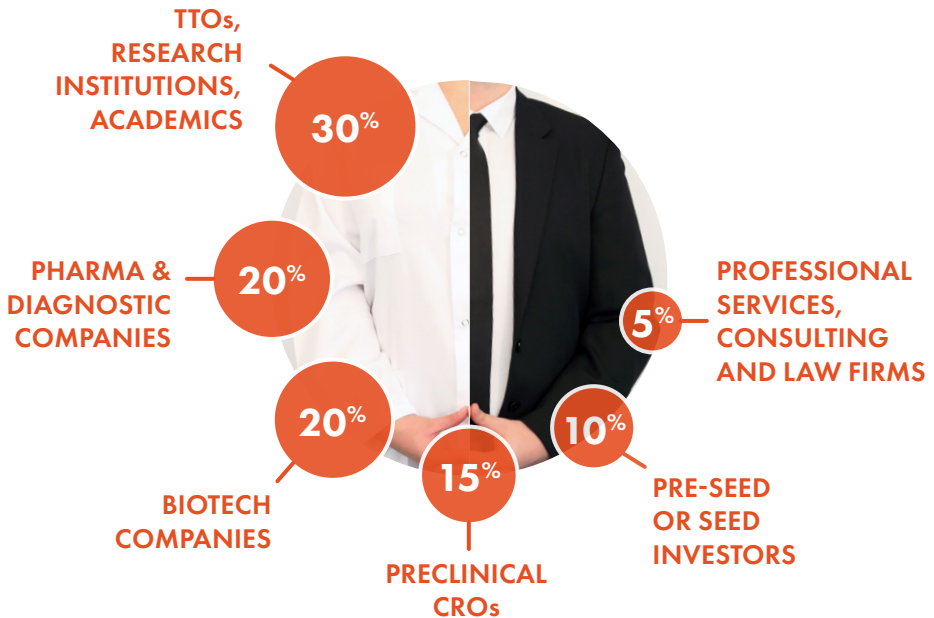 TTOs,
RESEARCH
INSTITUTIONS,
ACADEMICS
30%
PHARMA &
DIAGNOSTIC
COMPANIES
20%
BIOTECH
COMPANIES
20%
PRECLINICAL
CROs
15%
PRE-SEED
OR SEED
INVESTORS
10%
PROFESSIONAL
SERVICES,
CONSULTING
AND LAW FIRMS
5%